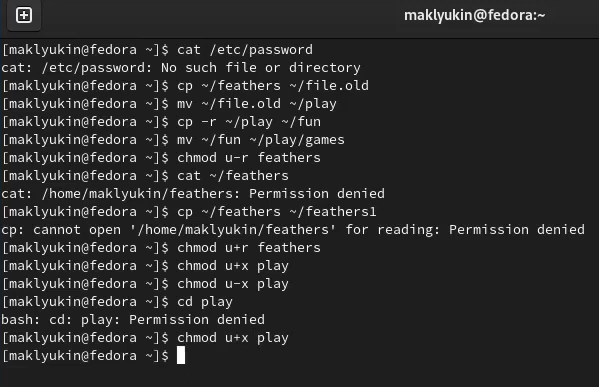 maklyukin@fedora:~
[maklyukin@fedora ~]$ cat /etc/password
cat: /etc/password: No such file or directory
[maklyukin@fedora ~]$ cp ~/feathers ~/file.old
[maklyukin@fedora ~]$ mv ~/file.old ~/play
[maklyukin@fedora ~]$ cp -r ~/play ~/fun
[maklyukin@fedora ~]$ mv ~/fun ~/play/games
[maklyukin@fedora ~]$ chmod u-r feathers
[maklyukin@fedora ~]$ cat ~/feathers
cat: /home/maklyukin/feathers: Permission denied
[maklyukin@fedora ~]$ cp ~/feathers ~/feathers1
cp: cannot open '/home/maklyukin/feathers' for reading: Permission denied
[maklyukin@fedora ~]$ chmod u+r feathers
[maklyukin@fedora ~]$ chmod u+x play
[maklyukin@fedora ~]$ chmod u-x play
[maklyukin@fedora ~]$ cd play
bash: cd: play: Permission denied
[maklyukin@fedora ~]$ chmod u+x play
[maklyukin@fedora ~]$